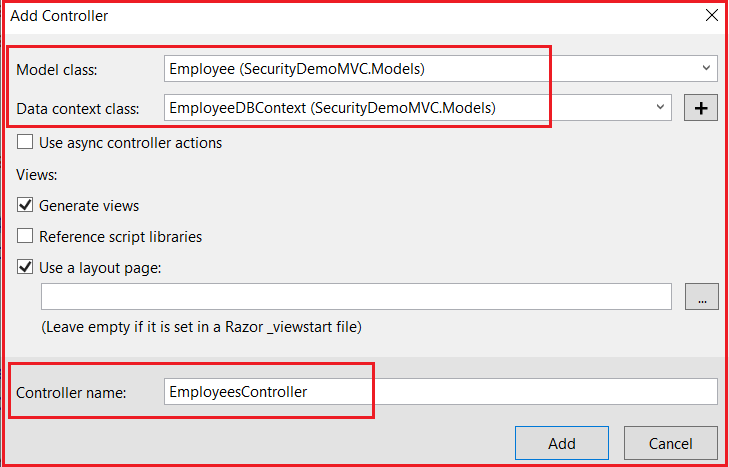 Add Controller
Model class: Employee (SecurityDemoMVC.Models)
Data context class: EmployeeDBContext (SecurityDemoMVC.Models) +
Use async controller actions
Views:
Generate views
Reference script libraries
Use a layout page:
...
(Leave empty if it is set in a Razor _viewstart file)
Controller name: EmployeesController
Add Cancel